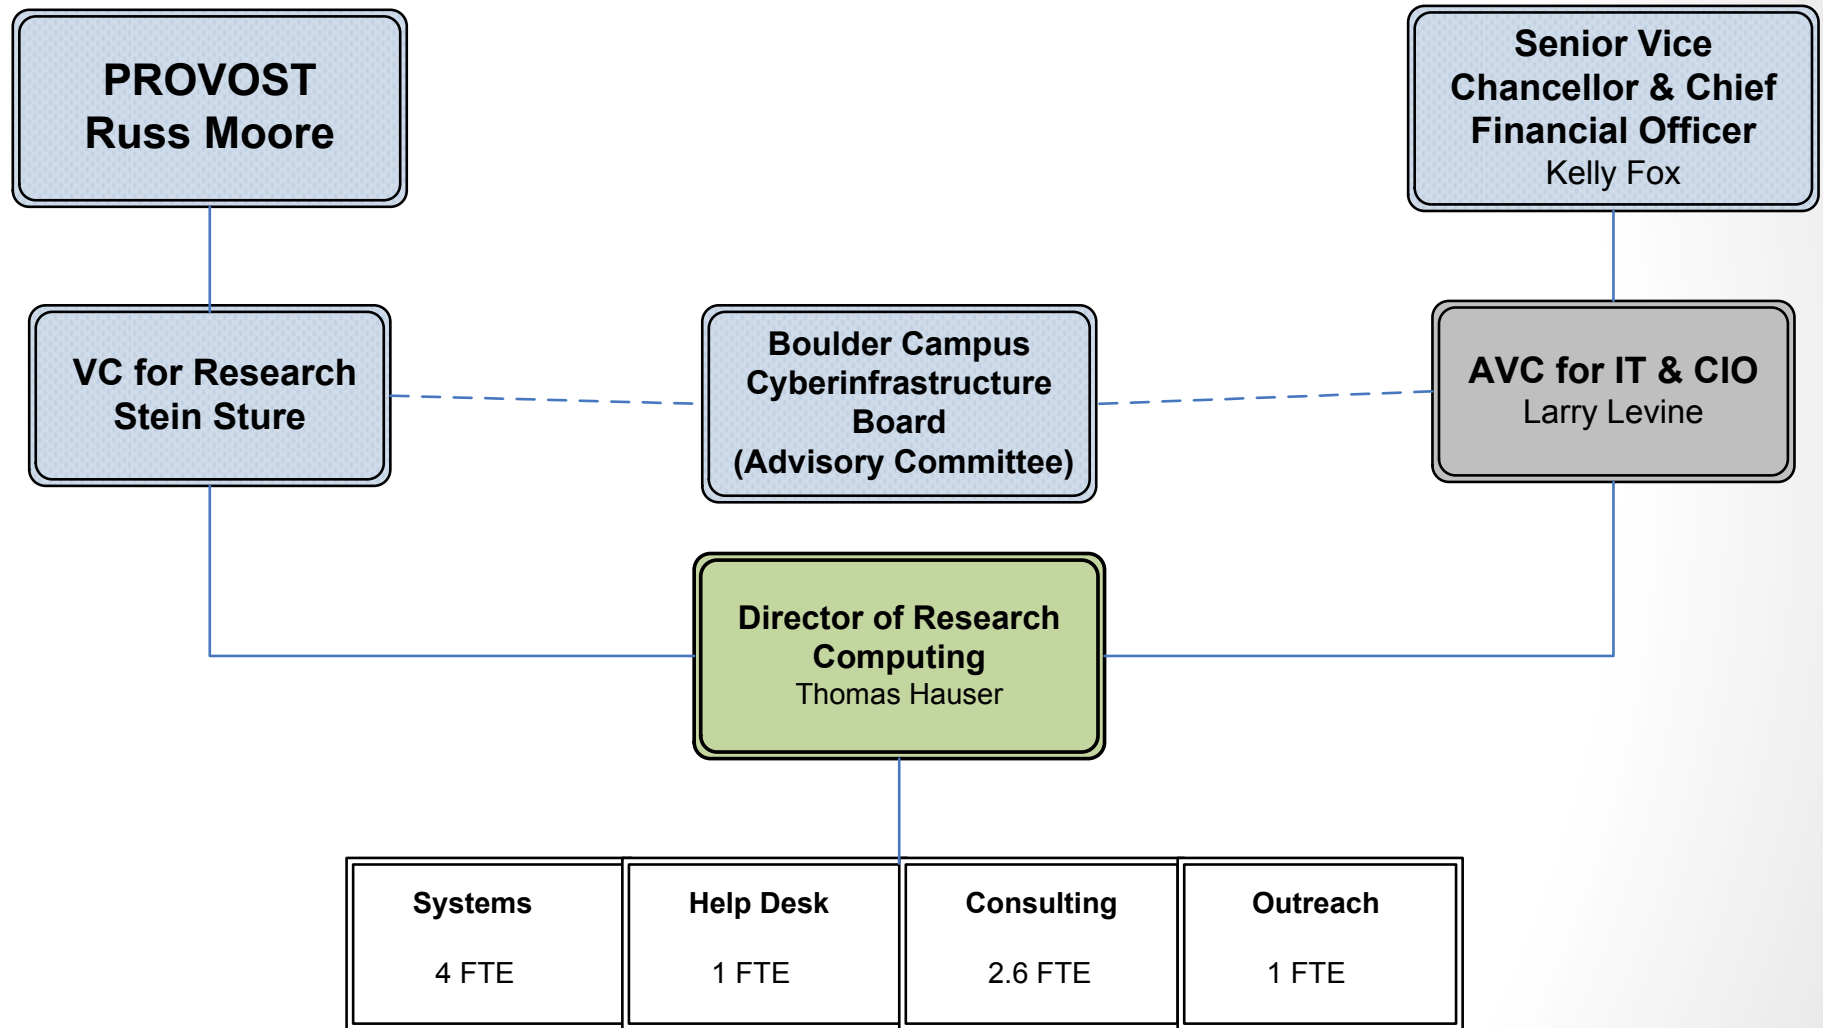 PROVOST
Russ Moore
Senior Vice
Chancellor & Chief
Financial Officer
Kelly Fox
VC for Research
Stein Sture
Boulder Campus
Cyberinfrastructure
Board
(Advisory Committee)
AVC for IT & CIO
Larry Levine
Director of Research
Computing
Thomas Hauser
Systems
4 FTE
Help Desk
1 FTE
Consulting
2.6 FTE
Outreach
1 FTE